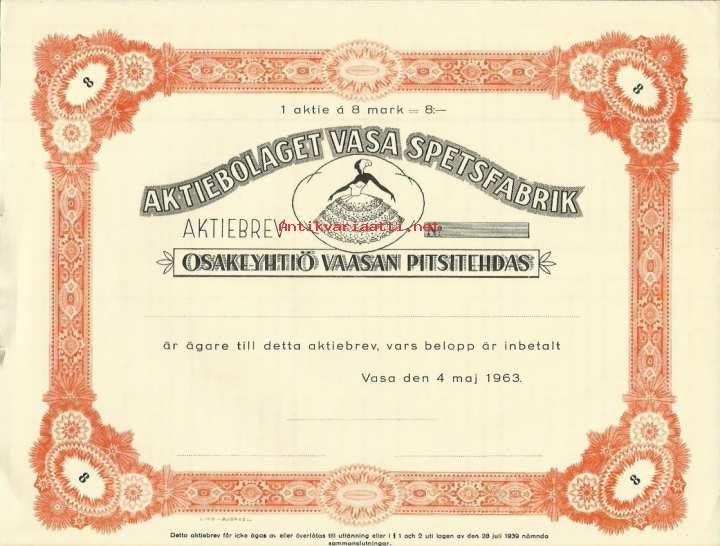 8
8
1 aktie á 8 mark = 8:—
AKTIEBOLAGET VASA SPETSFABRIK
AKTIEBREV
Antikvariaatti.net
№
OSAKEYHTIÖ VAASAN PITSITEHDAS
är ägare till detta aktiebrev, vars belopp är inbetalt
Vasa den 4 maj 1963.
8
8
Detta aktiebrev får icke ägas av eller överlåtas till utlänning eller i § 1 och 2 uti lagen av den 28 juli 1939 nämnda
sammanslutningar.